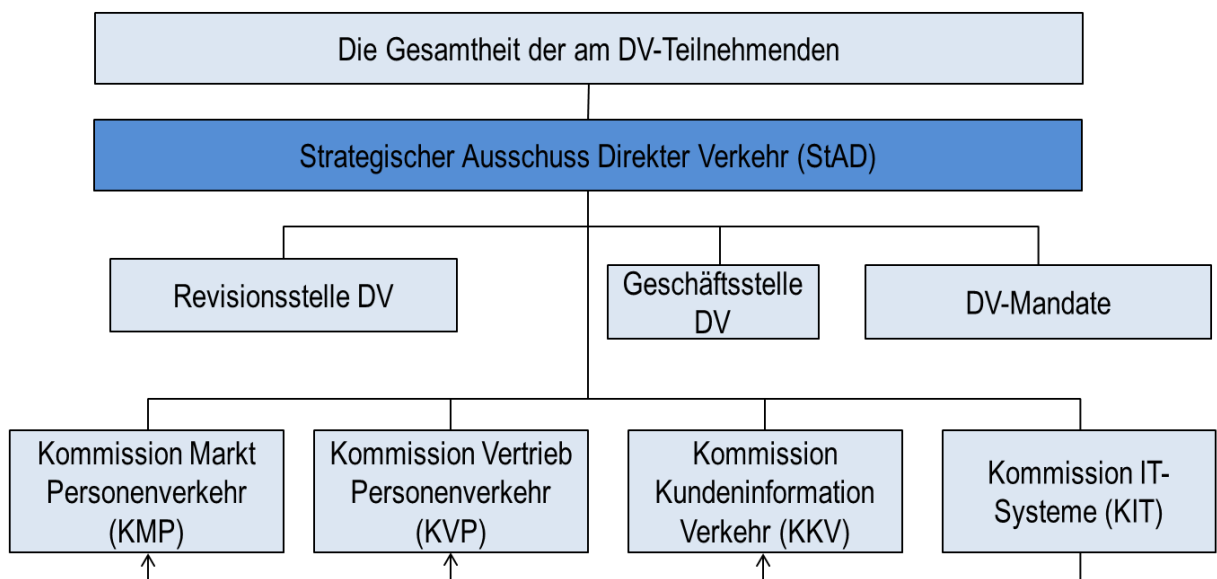 Die Gesamtheit der am DV-Teilnehmenden
Strategischer Ausschuss Direkter Verkehr (StAD)
Revisionsstelle DV
Geschäftsstelle
DV
DV-Mandate
Kommission Markt
Personenverkehr
(KMP)
Kommission Vertrieb
Personenverkehr
(KVP)
Kommission
Kundeninformation
Verkehr (KKV)
Kommission IT-
Systeme (KIT)